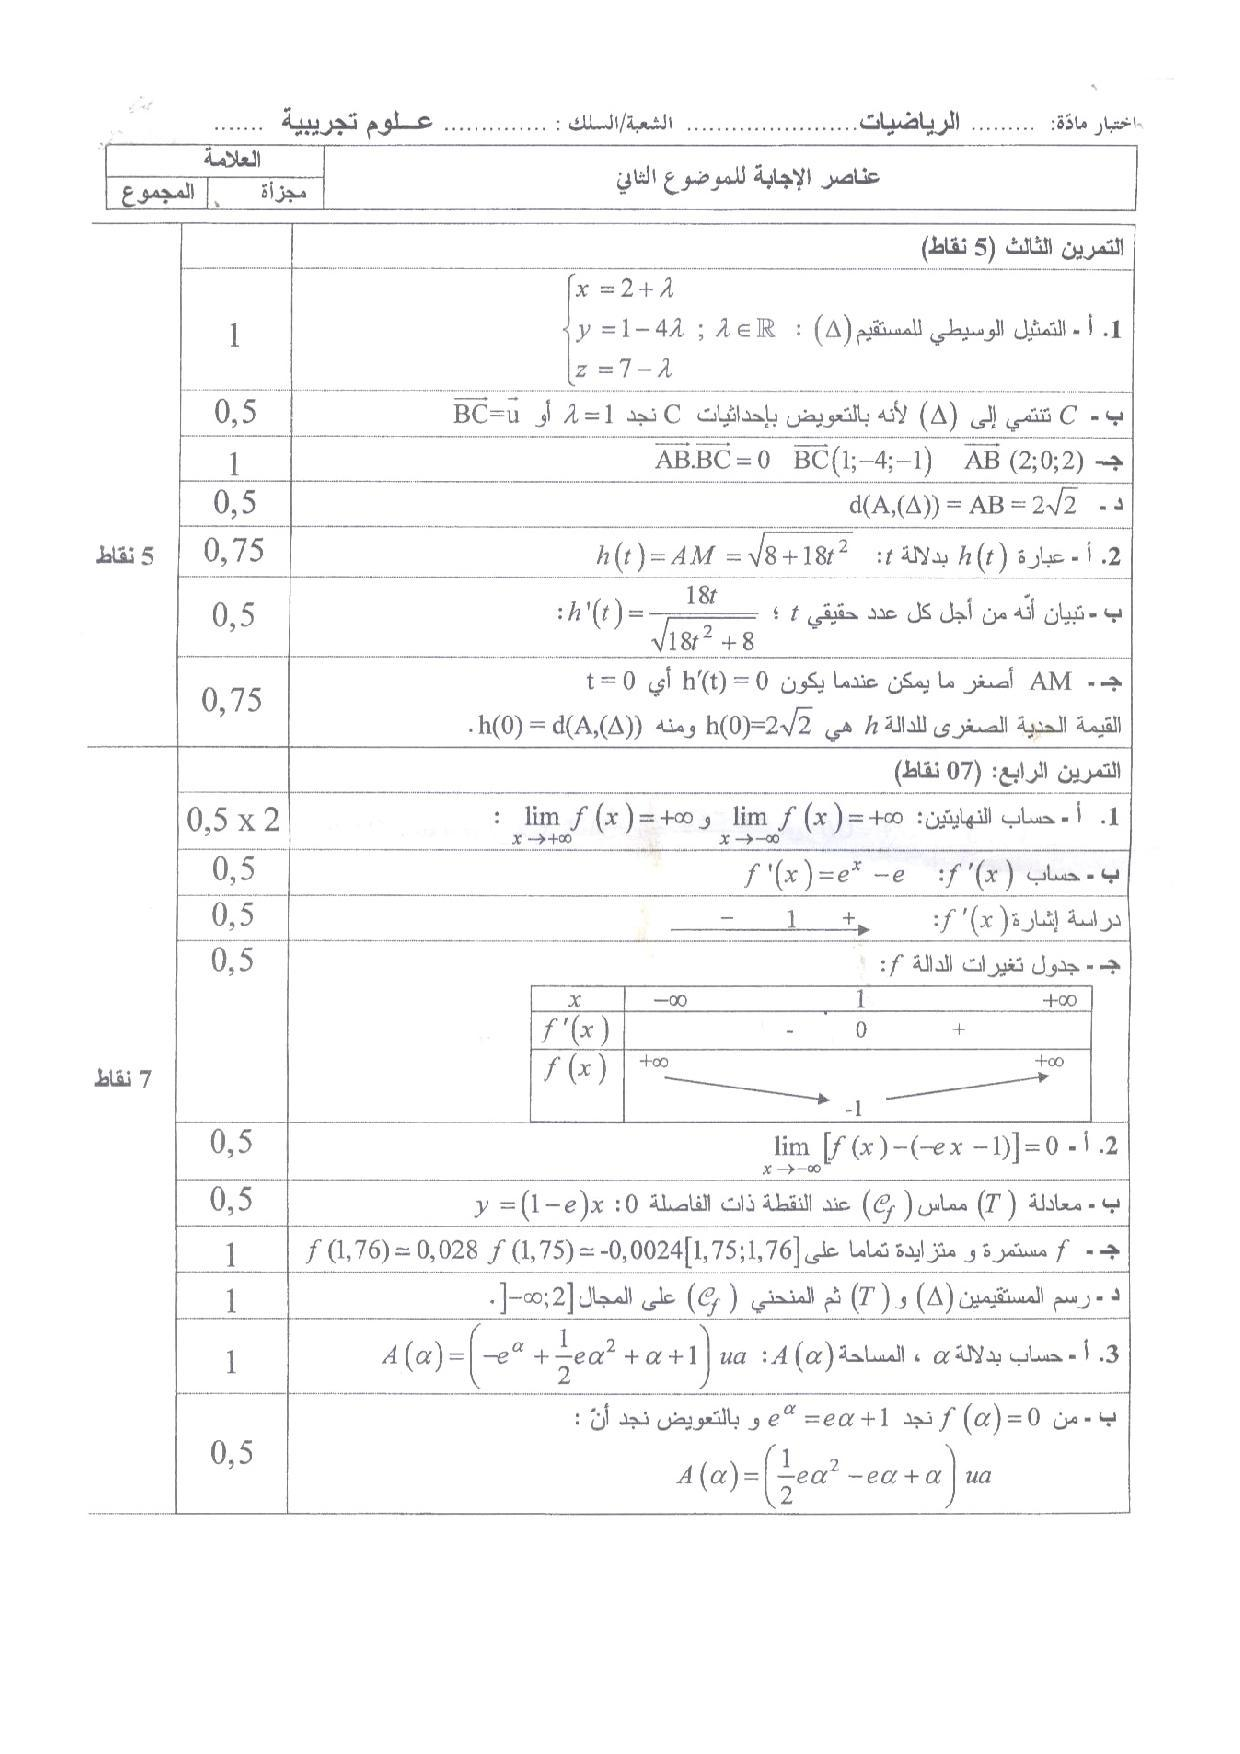 اختبار مادة: ......... الرياضيات....................... الشعبة/السلك : ............. عـلـوم تجريبية .......
عناصر الإجابة للموضوع الثاني
العلامة
مجزأة المجموع
التمرين الثالث (5 نقاط)
5 نقاط
1. أ - التمثيل الوسيطي للمستقيم (Δ) : { x = 2 + λ ; y = 1 − 4λ ; z = 7 − λ ; λ ∈ ℝ 1
ب - C تنتمي إلى (Δ) لأنه بالتعويض بإحداثيات C نجد λ = 1 أو BC=u 0,5
جـ- AB (2;0;2) BC(1;−4;−1) AB.BC = 0 1
د - d(A,(Δ)) = AB = 2√2 0,5
2. أ - عبارة h(t) بدلالة t: h(t) = AM = √(8+18t²) 0,75
ب - تبيان أنّه من أجل كل عدد حقيقي t ؛ h'(t) = 18t/√(18t²+8) : 0,5
جـ - AM أصغر ما يمكن عندما يكون h′(t) = 0 أي t = 0 0,75
القيمة الحدية الصغرى للدالة h هي h(0)=2√2 ومنه h(0) = d(A,(Δ)).
التمرين الرابع: (07 نقاط)
7 نقاط
1. أ - حساب النهايتين: lim x→−∞ f(x) = +∞ و lim x→+∞ f(x) = +∞ : 0,5 x 2
ب - حساب f'(x): f'(x) = e^x − e 0,5
دراسة إشارة f'(x): − 1 + 0,5
جـ - جدول تغيرات الدالة f: 0,5
x −∞ 1 +∞
f'(x) - 0 +
f(x) +∞ -1 +∞
2. أ - lim x→−∞ [f(x)−(−ex −1)] = 0 0,5
ب - معادلة (T) مماس (Cf) عند النقطة ذات الفاصلة 0: y = (1−e)x 0,5
جـ - f مستمرة و متزايدة تماما على [1,75;1,76] f(1,75) = -0,0024 f(1,76) = 0,028 1
د - رسم المستقيمين (Δ) و (T) ثم المنحني (Cf) على المجال ]−∞;2]. 1
3. أ - حساب بدلالة α ، المساحة A(α) : A(α) = (−e^α + 1/2 eα² + α + 1) ua 1
ب - من f(α) = 0 نجد e^α = eα + 1 و بالتعويض نجد أنّ : 0,5
A(α) = (1/2 eα² − eα + α) ua